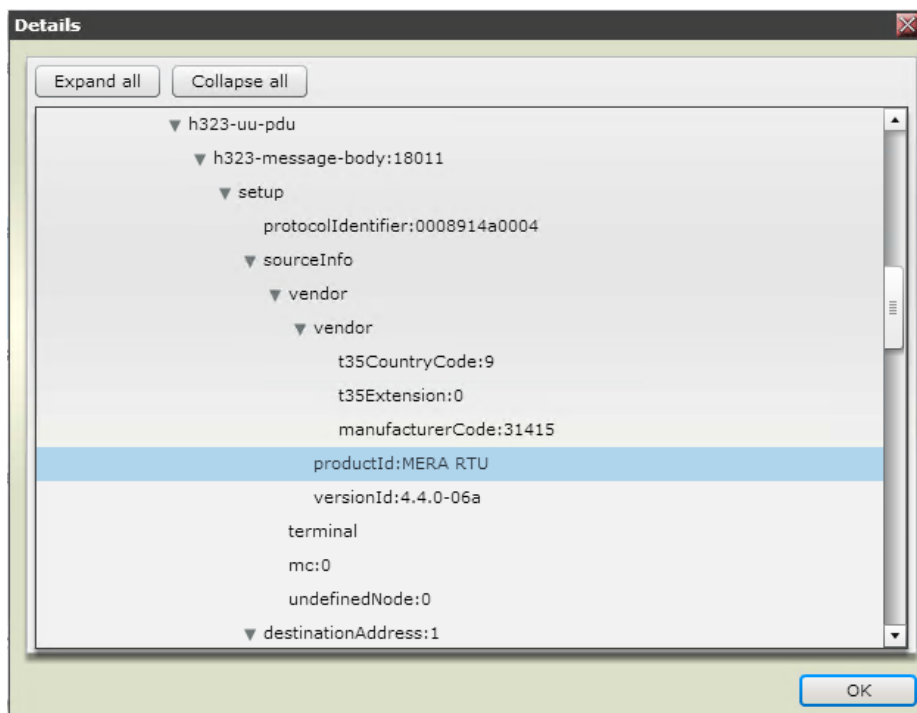 Details
Expand all Collapse all
h323-uu-pdu
h323-message-body:18011
setup
protocolIdentifier:0008914a0004
sourceInfo
vendor
vendor
t35CountryCode:9
t35Extension:0
manufacturerCode:31415
productId:MERA RTU
versionId:4.4.0-06a
terminal
mc:0
undefinedNode:0
destinationAddress:1
OK